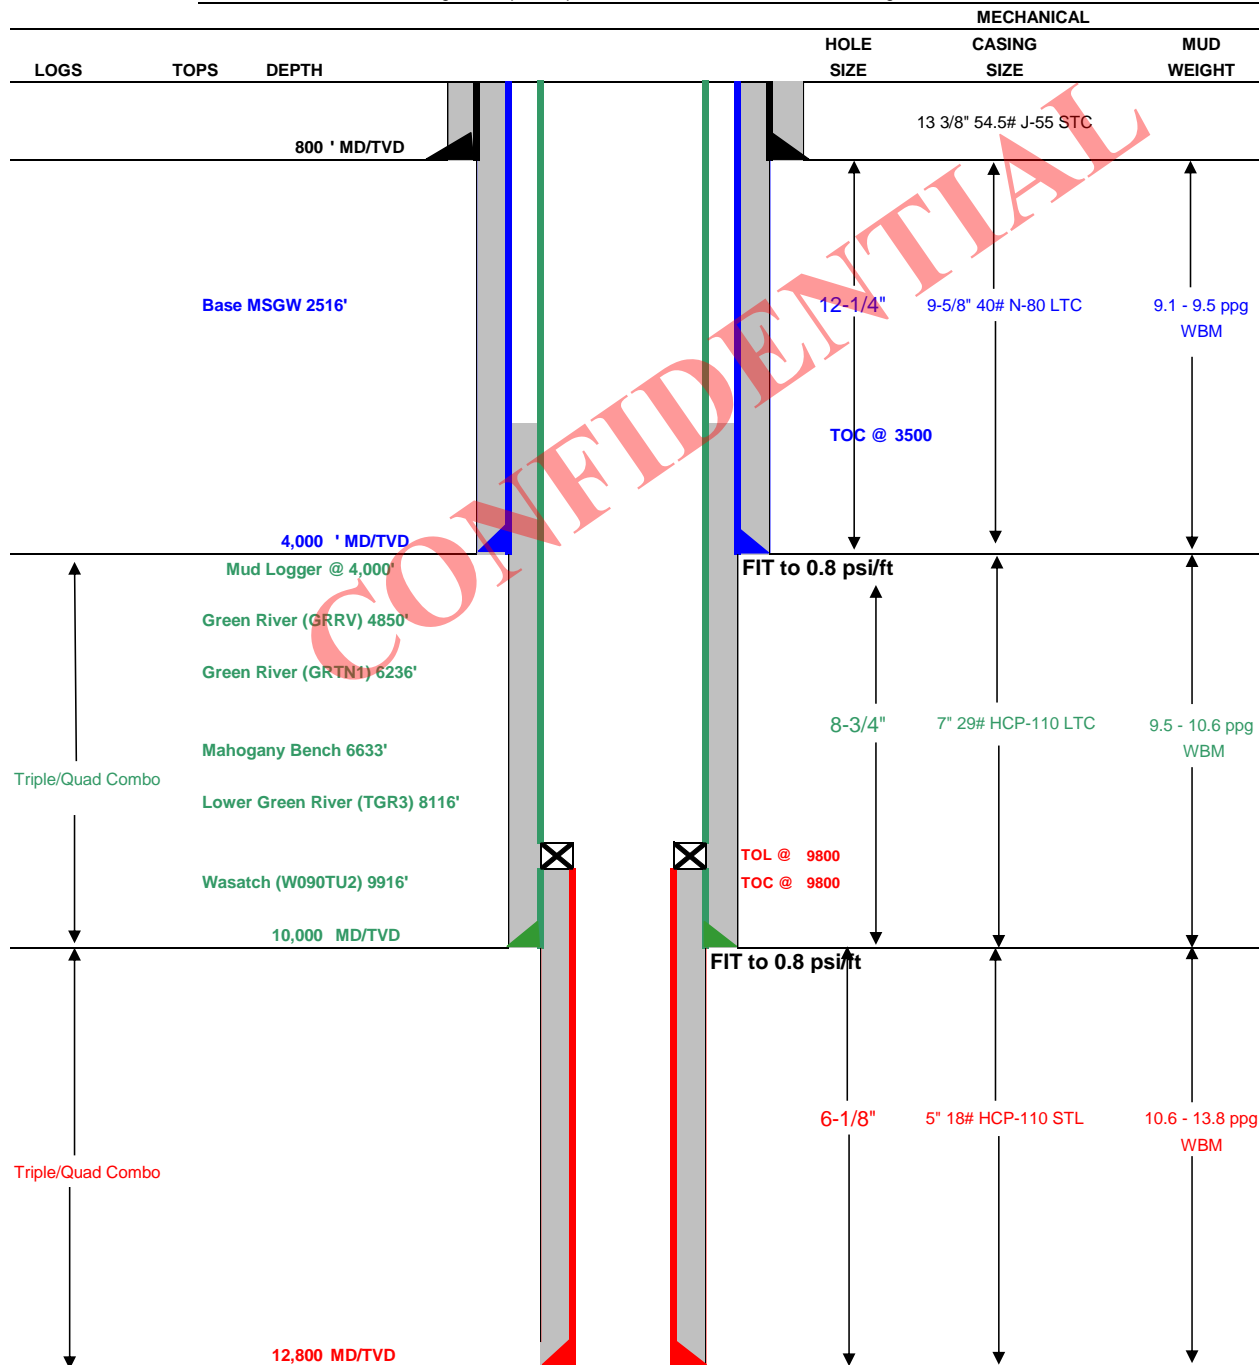 MECHANICAL
HOLE CASING MUD
LOGS TOPS DEPTH SIZE SIZE WEIGHT
13 3/8" 54.5# J-55 STC
800 ' MD/TVD
Base MSGW 2516' 12-1/4" 9-5/8" 40# N-80 LTC 9.1 - 9.5 ppg
WBM
TOC @ 3500
4,000 ' MD/TVD
Mud Logger @ 4,000' FIT to 0.8 psi/ft
Green River (GRRV) 4850'
Green River (GRTN1) 6236'
8-3/4" 7" 29# HCP-110 LTC 9.5 - 10.6 ppg
Mahogany Bench 6633' WBM
Triple/Quad Combo
Lower Green River (TGR3) 8116'
TOL @ 9800
Wasatch (W090TU2) 9916' TOC @ 9800
10,000 MD/TVD
FIT to 0.8 psi/ft
6-1/8" 5" 18# HCP-110 STL 10.6 - 13.8 ppg
WBM
Triple/Quad Combo
12,800 MD/TVD
CONFIDENTIAL